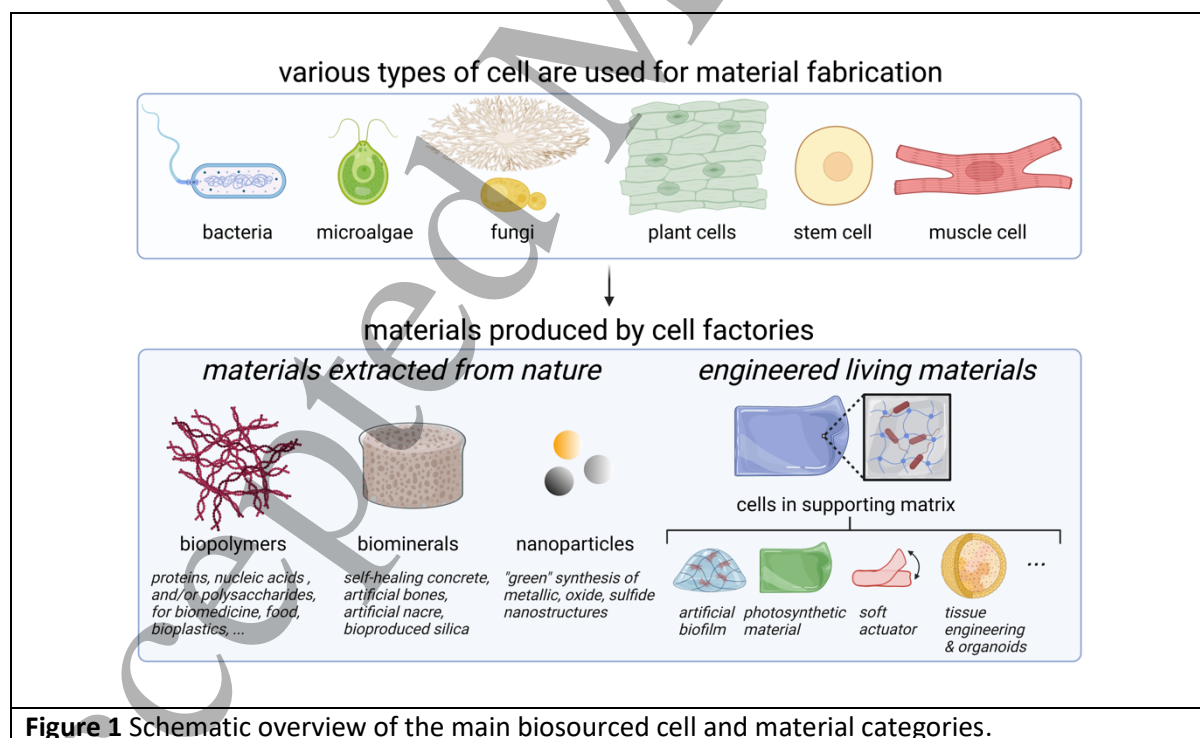 various types of cell are used for material fabrication
bacteria microalgae fungi plant cells stem cell muscle cell
materials produced by cell factories
materials extracted from nature
engineered living materials
cells in supporting matrix
biopolymers
proteins, nucleic acids ,
and/or polysaccharides,
for biomedicine, food,
bioplastics, ...
biominerals
self-healing concrete,
artificial bones,
artificial nacre,
bioproduced silica
nanoparticles
"green" synthesis of
metallic, oxide, sulfide
nanostructures
artificial
biofilm
photosynthetic
material
soft
actuator
tissue
engineering
& organoids
...
Figure 1 Schematic overview of the main biosourced cell and material categories.
cepted M